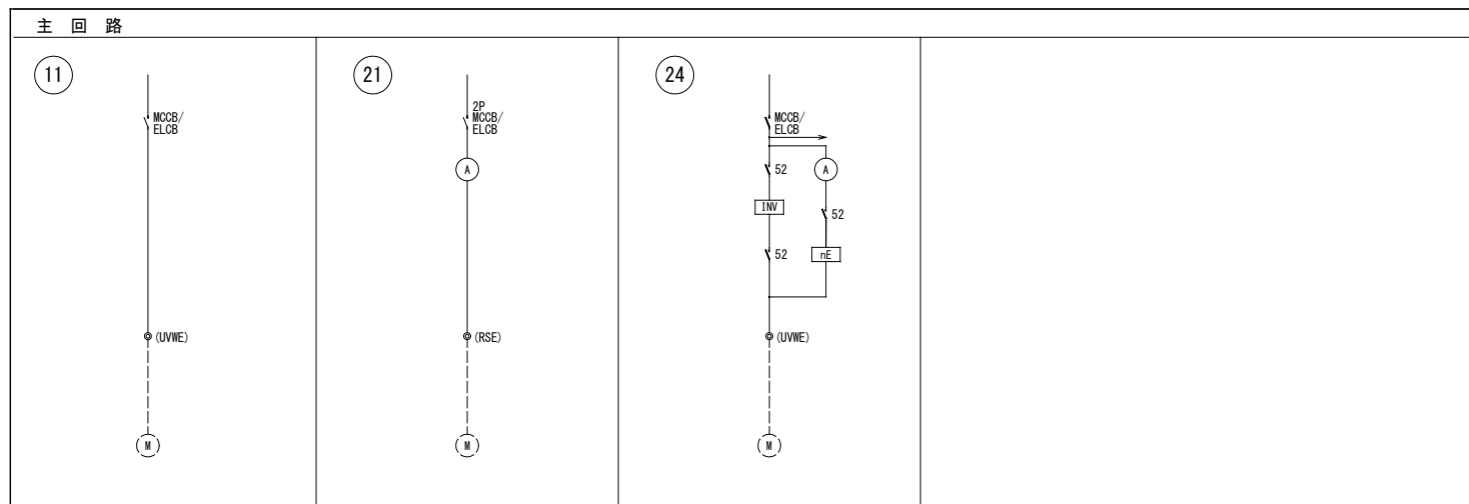 主 回 路
11
MCCB/
ELCB
(UVWE)
M
21
2P
MCCB/
ELCB
A
(RSE)
M
24
MCCB/
ELCB
52
A
INV
52
52
nE
(UVWE)
M